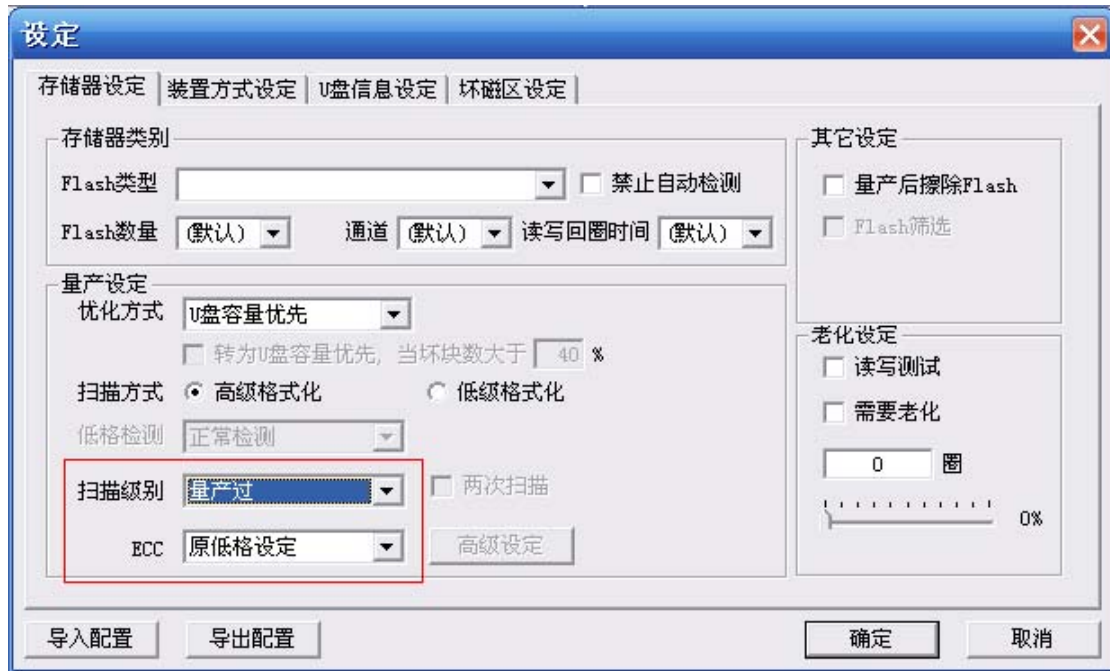 设定
存储器设定 装置方式设定 U盘信息设定 坏磁区设定
存储器类别
Flash类型 禁止自动检测
Flash数量 (默认) 通道 (默认) 读写回圈时间 (默认)
量产设定
优化方式 U盘容量优先
转为U盘容量优先, 当坏块数大于 40 %
扫描方式 高级格式化 低级格式化
低格检测 正常检测
扫描级别 量产过 两次扫描
ECC 原低格设定 高级设定
其它设定
量产后擦除Flash
Flash筛选
老化设定
读写测试
需要老化
0 圈
0%
导入配置 导出配置 确定 取消